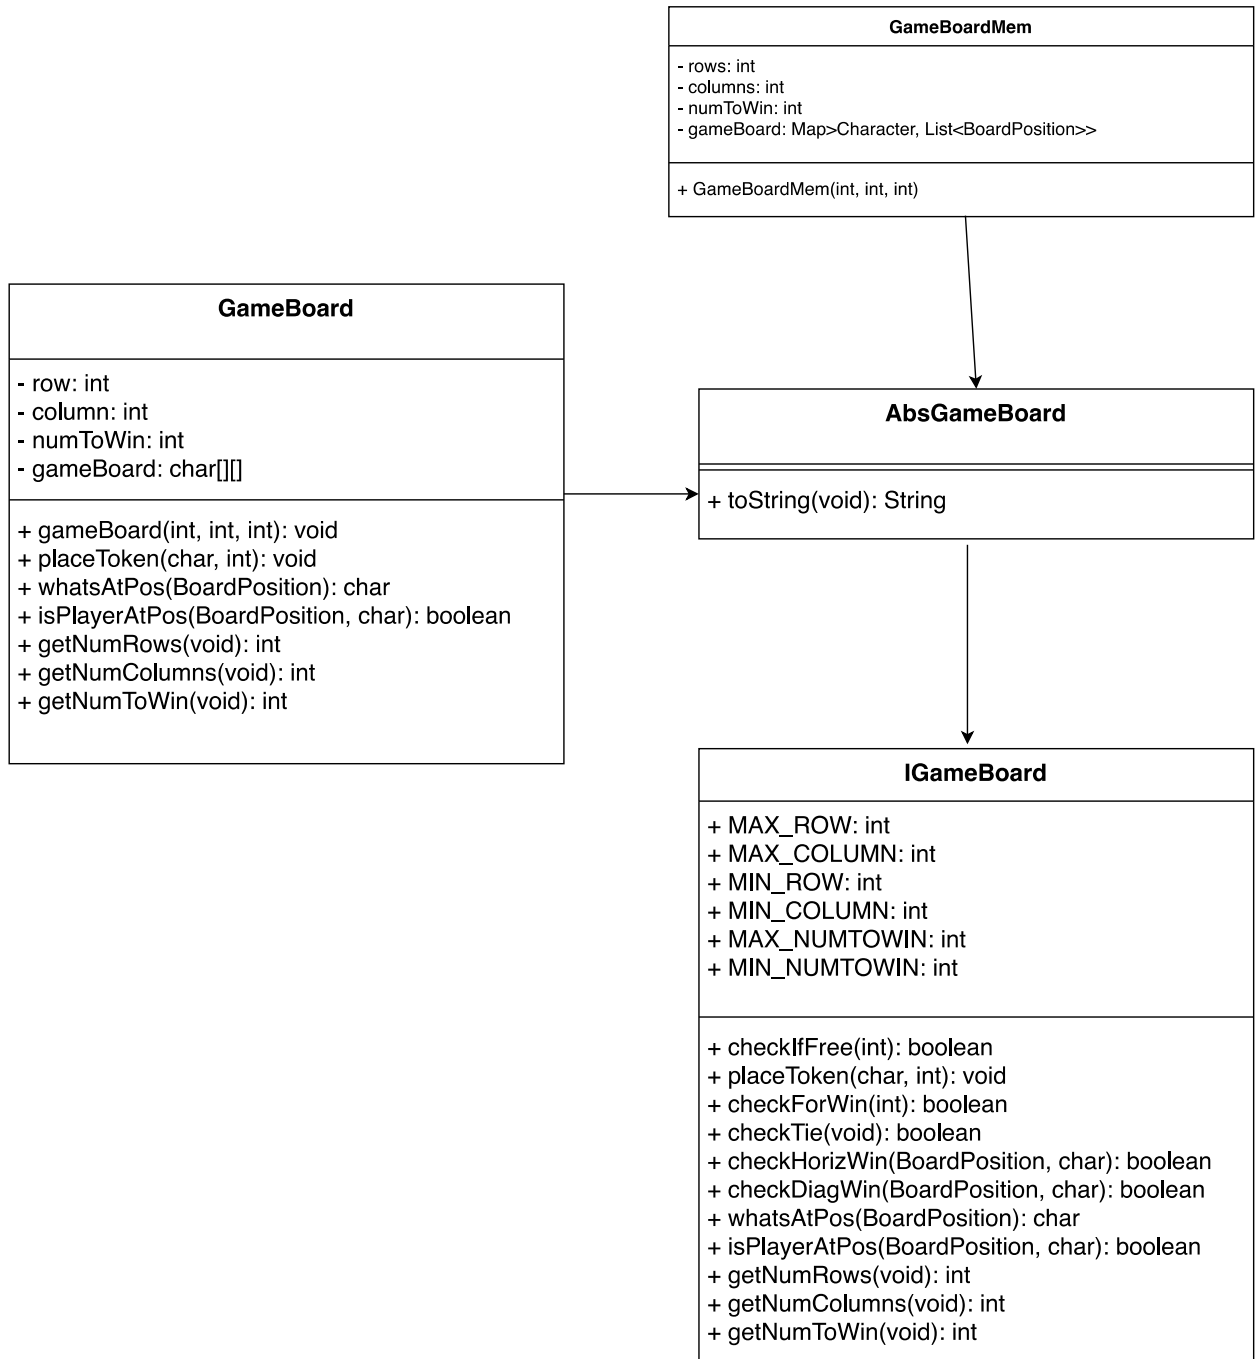 GameBoardMem
- rows: int
- columns: int
- numToWin: int
- gameBoard: Map>Character, List<BoardPosition>>
+ GameBoardMem(int, int, int)
GameBoard
- row: int
- column: int
- numToWin: int
- gameBoard: char[][]
+ gameBoard(int, int, int): void
+ placeToken(char, int): void
+ whatsAtPos(BoardPosition): char
+ isPlayerAtPos(BoardPosition, char): boolean
+ getNumRows(void): int
+ getNumColumns(void): int
+ getNumToWin(void): int
AbsGameBoard
+ toString(void): String
IGameBoard
+ MAX_ROW: int
+ MAX_COLUMN: int
+ MIN_ROW: int
+ MIN_COLUMN: int
+ MAX_NUMTOWIN: int
+ MIN_NUMTOWIN: int
+ checkIfFree(int): boolean
+ placeToken(char, int): void
+ checkForWin(int): boolean
+ checkTie(void): boolean
+ checkHorizWin(BoardPosition, char): boolean
+ checkDiagWin(BoardPosition, char): boolean
+ whatsAtPos(BoardPosition): char
+ isPlayerAtPos(BoardPosition, char): boolean
+ getNumRows(void): int
+ getNumColumns(void): int
+ getNumToWin(void): int